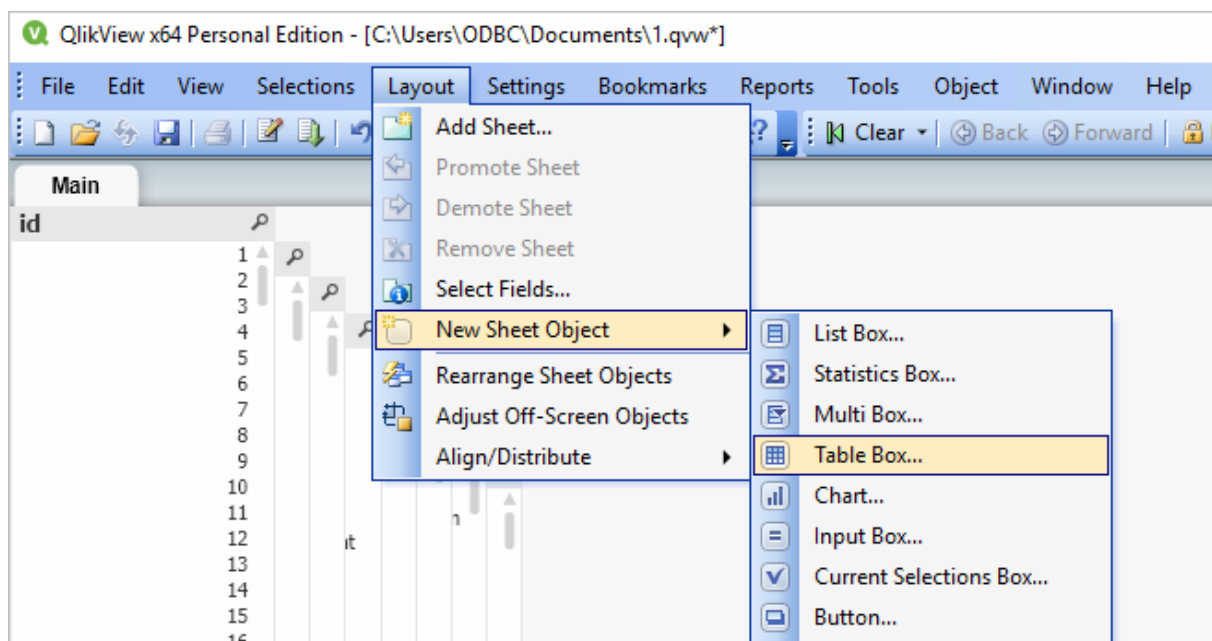 QlikView x64 Personal Edition - [C:\Users\ODBC\Documents\1.qvw*]
File Edit View Selections Layout Settings Bookmarks Reports Tools Object Window Help
Clear Back Forward
Main
id
Add Sheet...
Promote Sheet
Demote Sheet
Remove Sheet
Select Fields...
New Sheet Object
Rearrange Sheet Objects
Adjust Off-Screen Objects
Align/Distribute
List Box...
Statistics Box...
Multi Box...
Table Box...
Chart...
Input Box...
Current Selections Box...
Button...
1
2
3
4
5
6
7
8
9
10
11
12
13
14
15
16